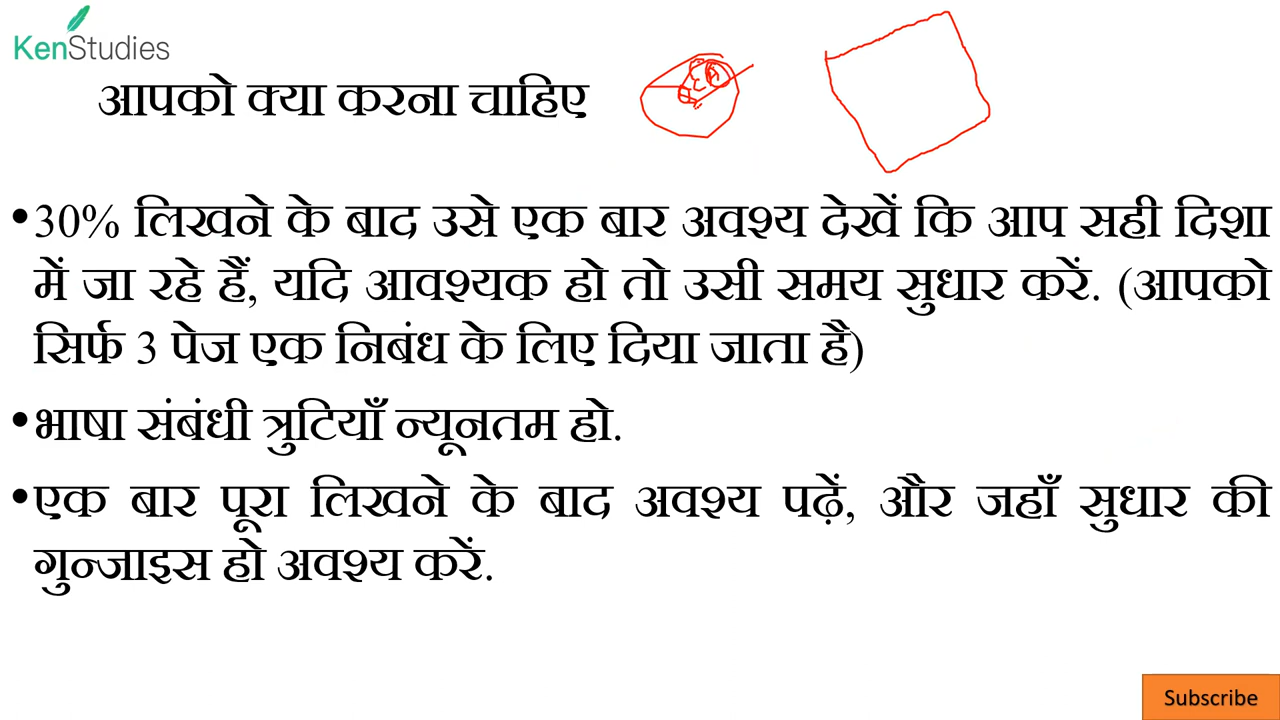 KenStudies
आपको क्या करना चाहिए
•30% लिखने के बाद उसे एक बार अवश्य देखें कि आप सही दिशा
में जा रहे हैं, यदि आवश्यक हो तो उसी समय सुधार करें. (आपको
सिर्फ 3 पेज एक निबंध के लिए दिया जाता है)
•भाषा संबंधी त्रुटियाँ न्यूनतम हो.
•एक बार पूरा लिखने के बाद अवश्य पढ़ें, और जहाँ सुधार की
गुन्जाइस हो अवश्य करें.
Subscribe